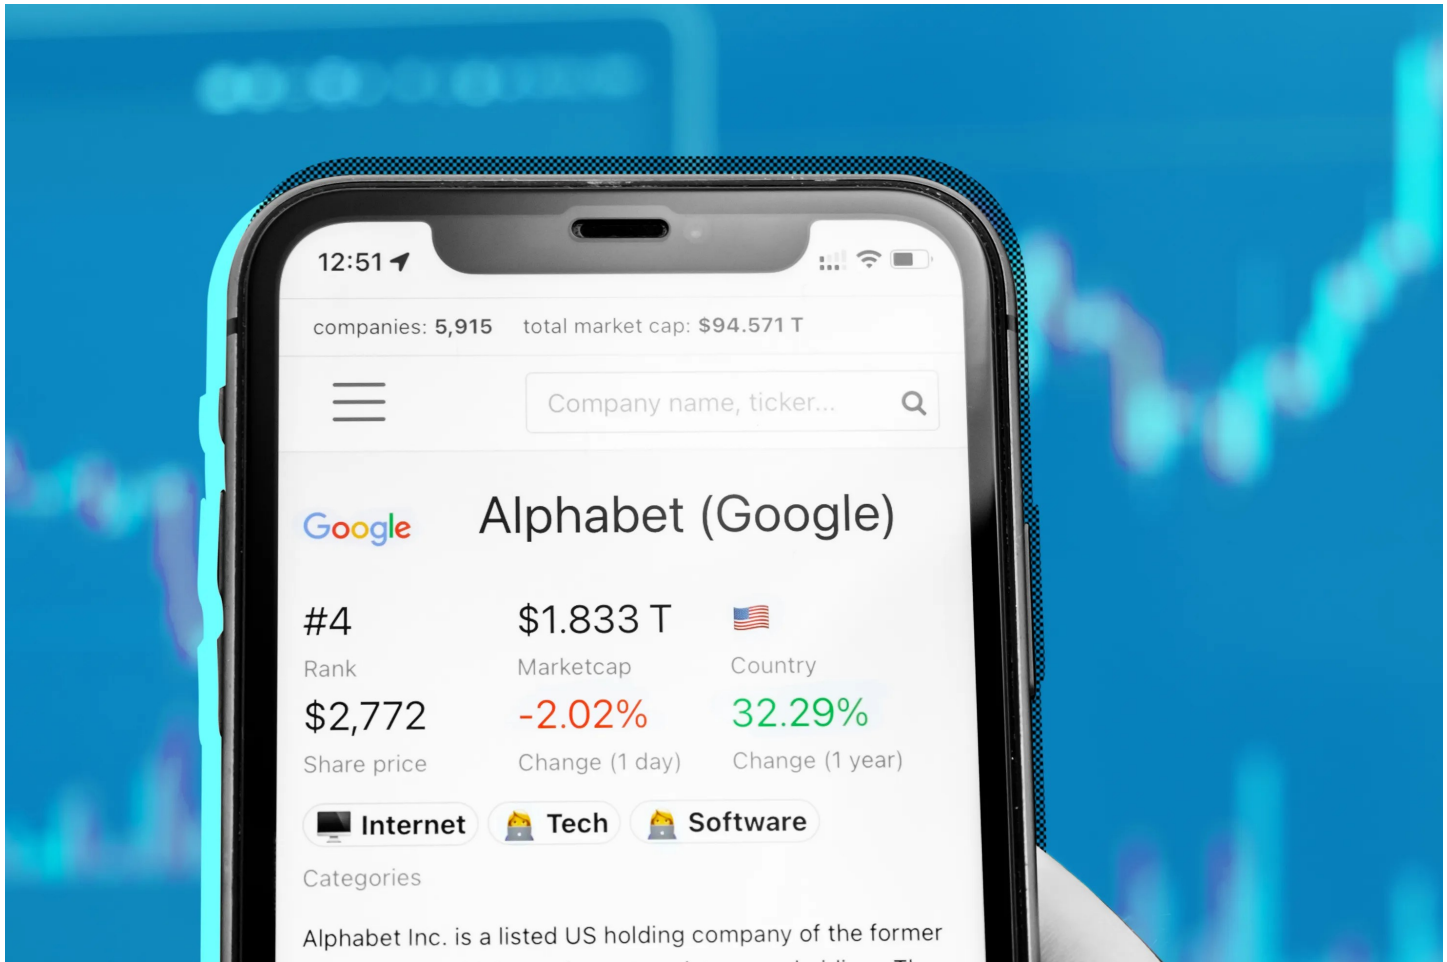 12:51
companies: 5,915 total market cap: $94.571 T
Company name, ticker...
Google Alphabet (Google)
#4 $1.833 T
Rank Marketcap Country
$2,772 -2.02% 32.29%
Share price Change (1 day) Change (1 year)
Internet Tech Software
Categories
Alphabet Inc. is a listed US holding company of the former